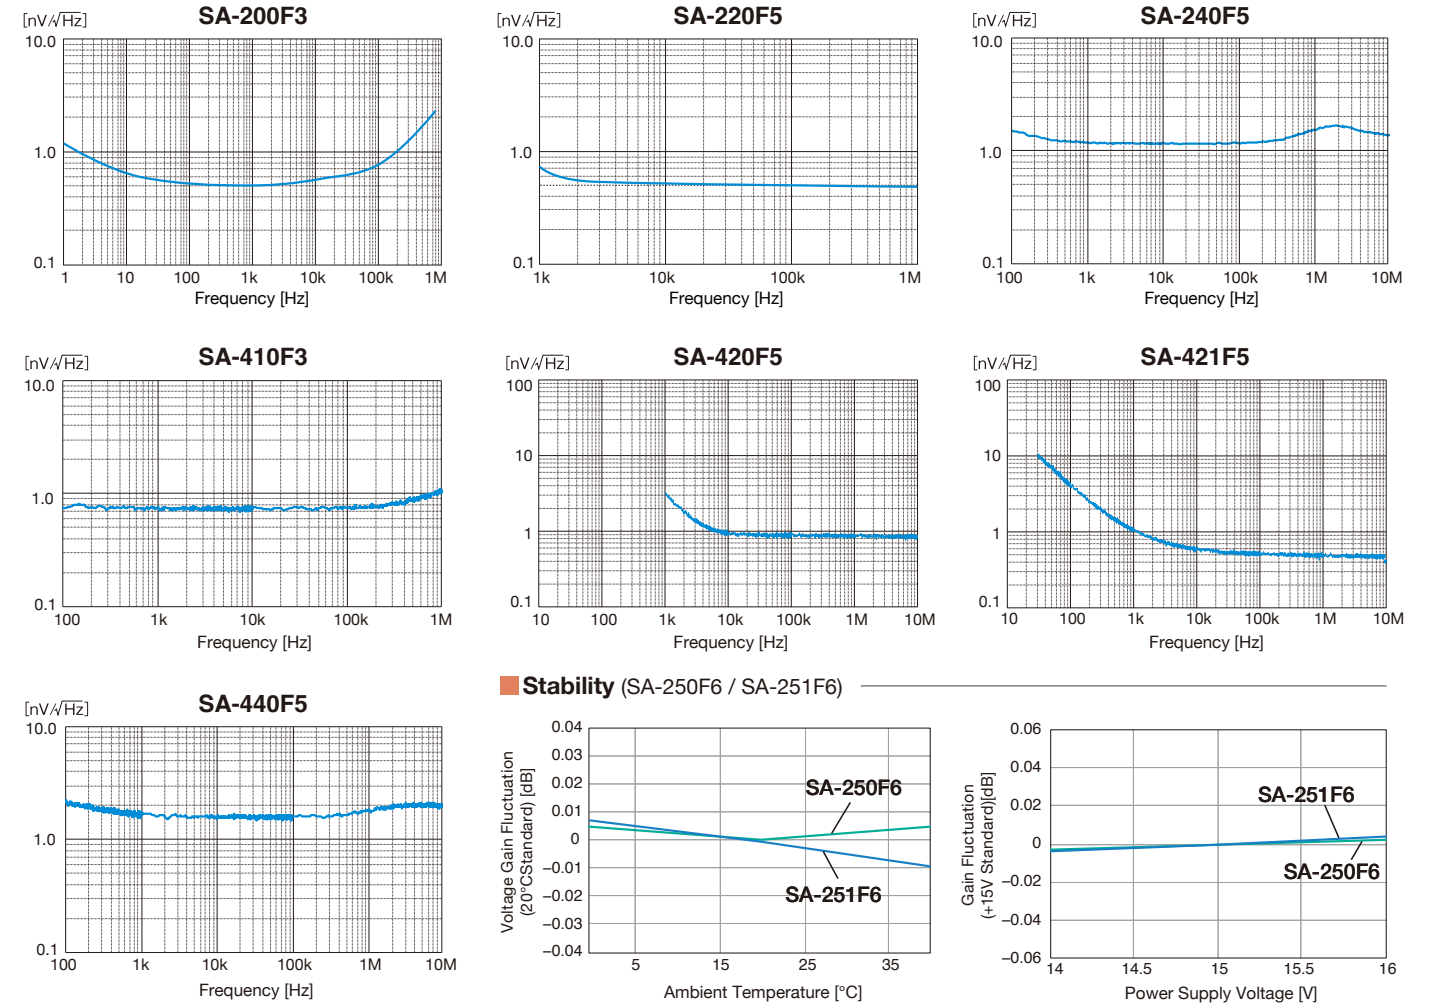 SA-200F3
[nV/√Hz]
10.0
1.0
0.1
1 10 100 1k 10k 100k 1M
Frequency [Hz]
SA-220F5
[nV/√Hz]
10.0
1.0
0.1
1k 10k 100k 1M
Frequency [Hz]
SA-240F5
[nV/√Hz]
10.0
1.0
0.1
100 1k 10k 100k 1M 10M
Frequency [Hz]
SA-410F3
[nV/√Hz]
10.0
1.0
0.1
100 1k 10k 100k 1M
Frequency [Hz]
SA-420F5
[nV/√Hz]
100
10
1
0.1
10 100 1k 10k 100k 1M 10M
Frequency [Hz]
SA-421F5
[nV/√Hz]
100
10
1
0.1
10 100 1k 10k 100k 1M 10M
Frequency [Hz]
SA-440F5
[nV/√Hz]
10.0
1.0
0.1
100 1k 10k 100k 1M 10M
Frequency [Hz]
Stability (SA-250F6 / SA-251F6)
Voltage Gain Fluctuation
(20°CStandard) [dB]
0.04
0.03
0.02
0.01
0
−0.01
−0.02
−0.03
−0.04
SA-250F6
SA-251F6
5 15 25 35
Ambient Temperature [°C]
Gain Fluctuation
(+15V Standard)[dB]
0.06
0.04
0.02
0
−0.02
−0.04
−0.06
SA-251F6
SA-250F6
14 14.5 15 15.5 16
Power Supply Voltage [V]